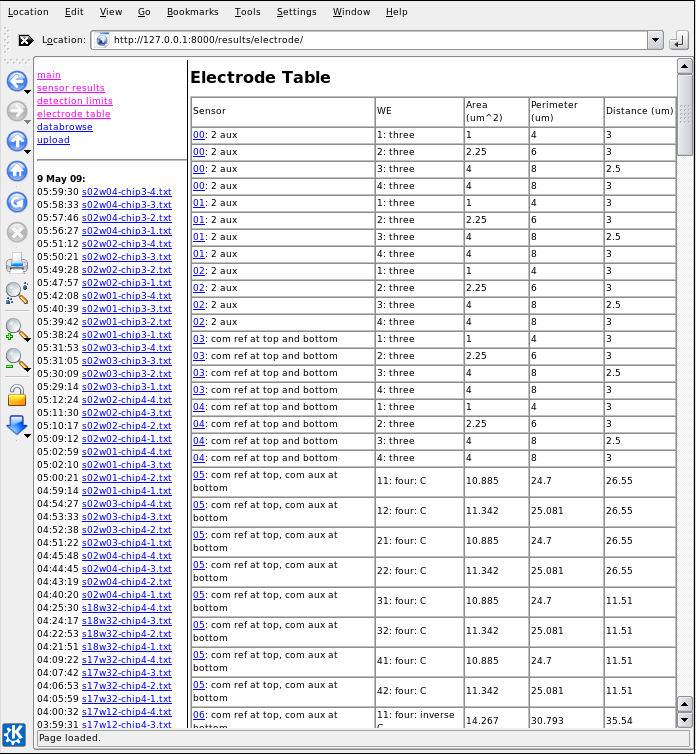 Location Edit View Go Bookmarks Tools Settings Window Help
Location: http://127.0.0.1:8000/results/electrode/
main
sensor results
detection limits
electrode table
databrowse
upload
9 May 09:
05:59:30 s02w04-chip3-4.txt
05:58:33 s02w04-chip3-3.txt
05:57:46 s02w04-chip3-2.txt
05:56:27 s02w04-chip3-1.txt
05:51:12 s02w02-chip3-4.txt
05:50:21 s02w02-chip3-3.txt
05:49:28 s02w02-chip3-2.txt
05:47:57 s02w02-chip3-1.txt
05:42:08 s02w01-chip3-4.txt
05:40:39 s02w01-chip3-3.txt
05:39:42 s02w01-chip3-2.txt
05:38:24 s02w01-chip3-1.txt
05:31:53 s02w03-chip3-4.txt
05:31:05 s02w03-chip3-3.txt
05:30:09 s02w03-chip3-2.txt
05:29:14 s02w03-chip3-1.txt
05:12:24 s02w02-chip4-4.txt
05:11:30 s02w02-chip4-3.txt
05:10:17 s02w02-chip4-2.txt
05:09:12 s02w02-chip4-1.txt
05:02:59 s02w01-chip4-4.txt
05:02:10 s02w01-chip4-3.txt
05:00:21 s02w01-chip4-2.txt
04:59:14 s02w01-chip4-1.txt
04:54:27 s02w03-chip4-4.txt
04:53:33 s02w03-chip4-3.txt
04:52:38 s02w03-chip4-2.txt
04:51:22 s02w03-chip4-1.txt
04:45:48 s02w04-chip4-4.txt
04:44:45 s02w04-chip4-3.txt
04:43:19 s02w04-chip4-2.txt
04:40:20 s02w04-chip4-1.txt
04:25:30 s18w32-chip4-4.txt
04:24:17 s18w32-chip4-3.txt
04:22:53 s18w32-chip4-2.txt
04:21:51 s18w32-chip4-1.txt
04:09:22 s17w32-chip4-4.txt
04:07:42 s17w32-chip4-3.txt
04:06:53 s17w32-chip4-2.txt
04:05:59 s17w32-chip4-1.txt
04:00:32 s17w12-chip4-4.txt
03:59:31 s17w12-chip4-3.txt
Electrode Table
Sensor WE Area (um^2) Perimeter (um) Distance (um)
00: 2 aux 1: three 1 4 3
00: 2 aux 2: three 2.25 6 3
00: 2 aux 3: three 4 8 2.5
00: 2 aux 4: three 4 8 3
01: 2 aux 1: three 1 4 3
01: 2 aux 2: three 2.25 6 3
01: 2 aux 3: three 4 8 2.5
01: 2 aux 4: three 4 8 3
02: 2 aux 1: three 1 4 3
02: 2 aux 2: three 2.25 6 3
02: 2 aux 3: three 4 8 2.5
02: 2 aux 4: three 4 8 3
03: com ref at top and bottom 1: three 1 4 3
03: com ref at top and bottom 2: three 2.25 6 3
03: com ref at top and bottom 3: three 4 8 2.5
03: com ref at top and bottom 4: three 4 8 3
04: com ref at top and bottom 1: three 1 4 3
04: com ref at top and bottom 2: three 2.25 6 3
04: com ref at top and bottom 3: three 4 8 2.5
04: com ref at top and bottom 4: three 4 8 3
05: com ref at top, com aux at bottom 11: four: C 10.885 24.7 26.55
05: com ref at top, com aux at bottom 12: four: C 11.342 25.081 26.55
05: com ref at top, com aux at bottom 21: four: C 10.885 24.7 26.55
05: com ref at top, com aux at bottom 22: four: C 11.342 25.081 26.55
05: com ref at top, com aux at bottom 31: four: C 10.885 24.7 11.51
05: com ref at top, com aux at bottom 32: four: C 11.342 25.081 11.51
05: com ref at top, com aux at bottom 41: four: C 10.885 24.7 11.51
05: com ref at top, com aux at bottom 42: four: C 11.342 25.081 11.51
06: com ref at top, com aux at bottom 11: four: inverse C 14.267 30.793 35.54
Page loaded.